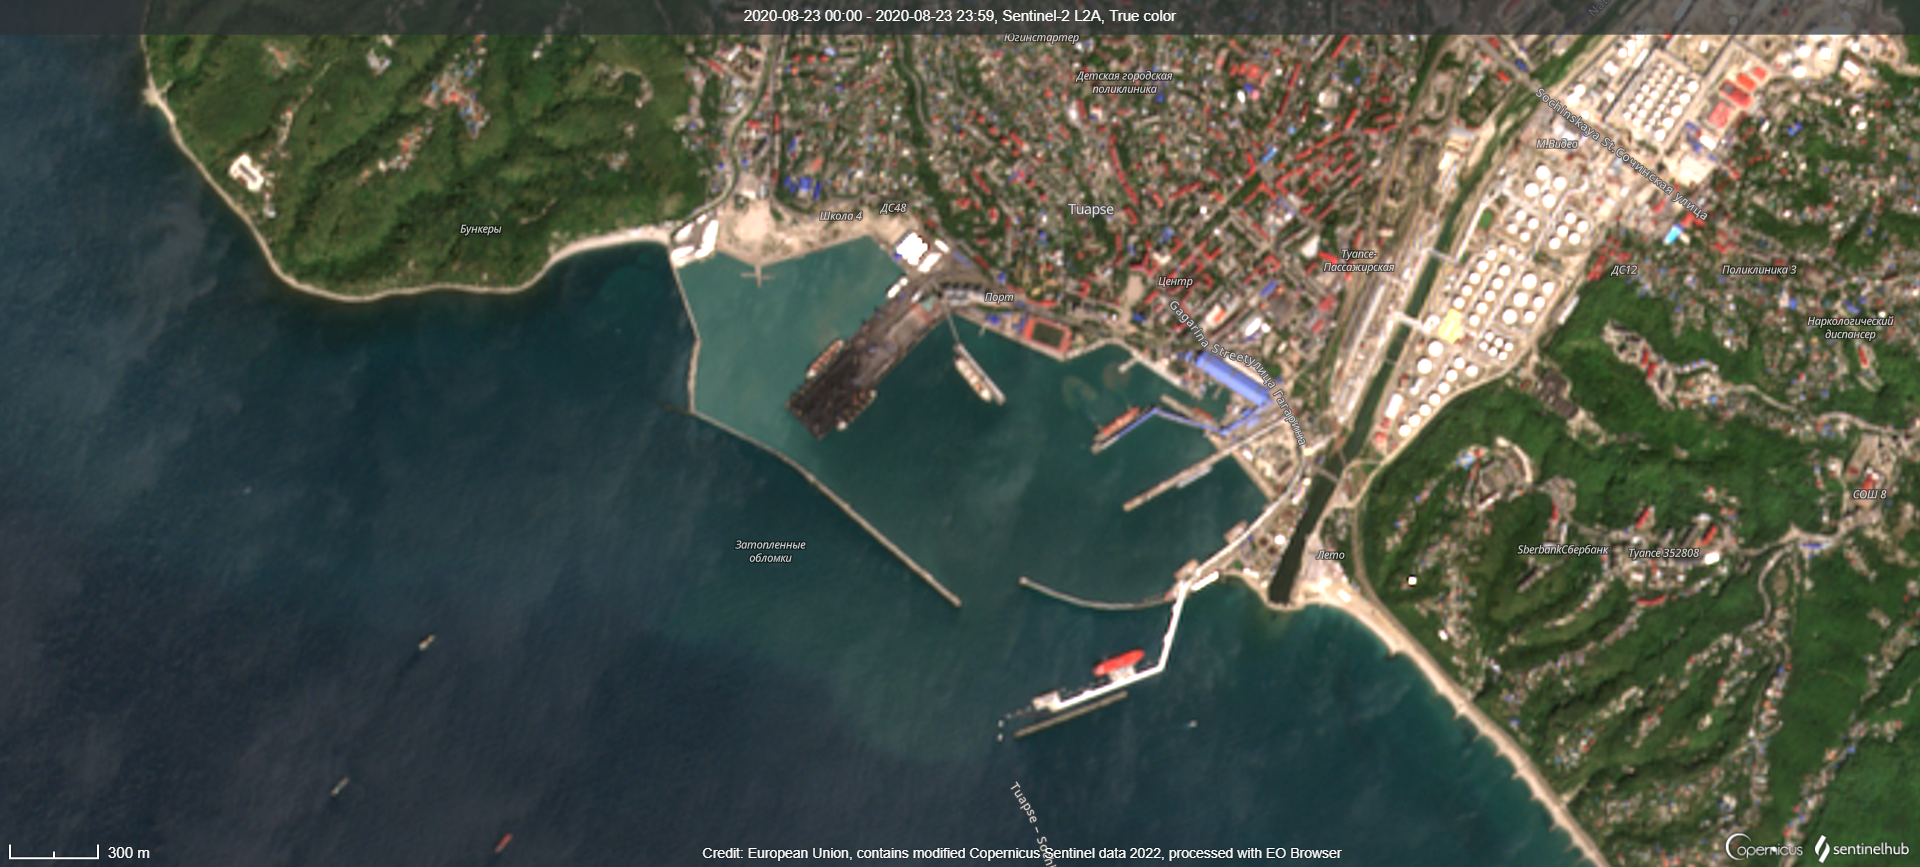 2020-08-23 00:00 - 2020-08-23 23:59, Sentinel-2 L2A, True color
Югинстартер
Детская городская
поликлиника
Sochinskaya St.Сочинская улица
М.Видео
Школа 4
ДС48
Tuapse
Бункеры
Туапсе-
Пассажирская
ДС12
Поликлиника 3
Центр
Порт
Gagarina Streetулица Гагарина
Наркологический
диспансер
СОШ 8
Затопленные
обломки
Лето
SberbankСбербанк
Туапсе 352808
Tuapse – Soch
300 m
Credit: European Union, contains modified Copernicus Sentinel data 2022, processed with EO Browser
Copernicus
sentinelhub